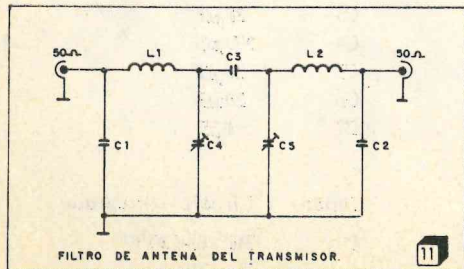 50Ω
L1
C3
L2
50Ω
C1
C4
C5
C2
FILTRO DE ANTENA DEL TRANSMISOR.
11